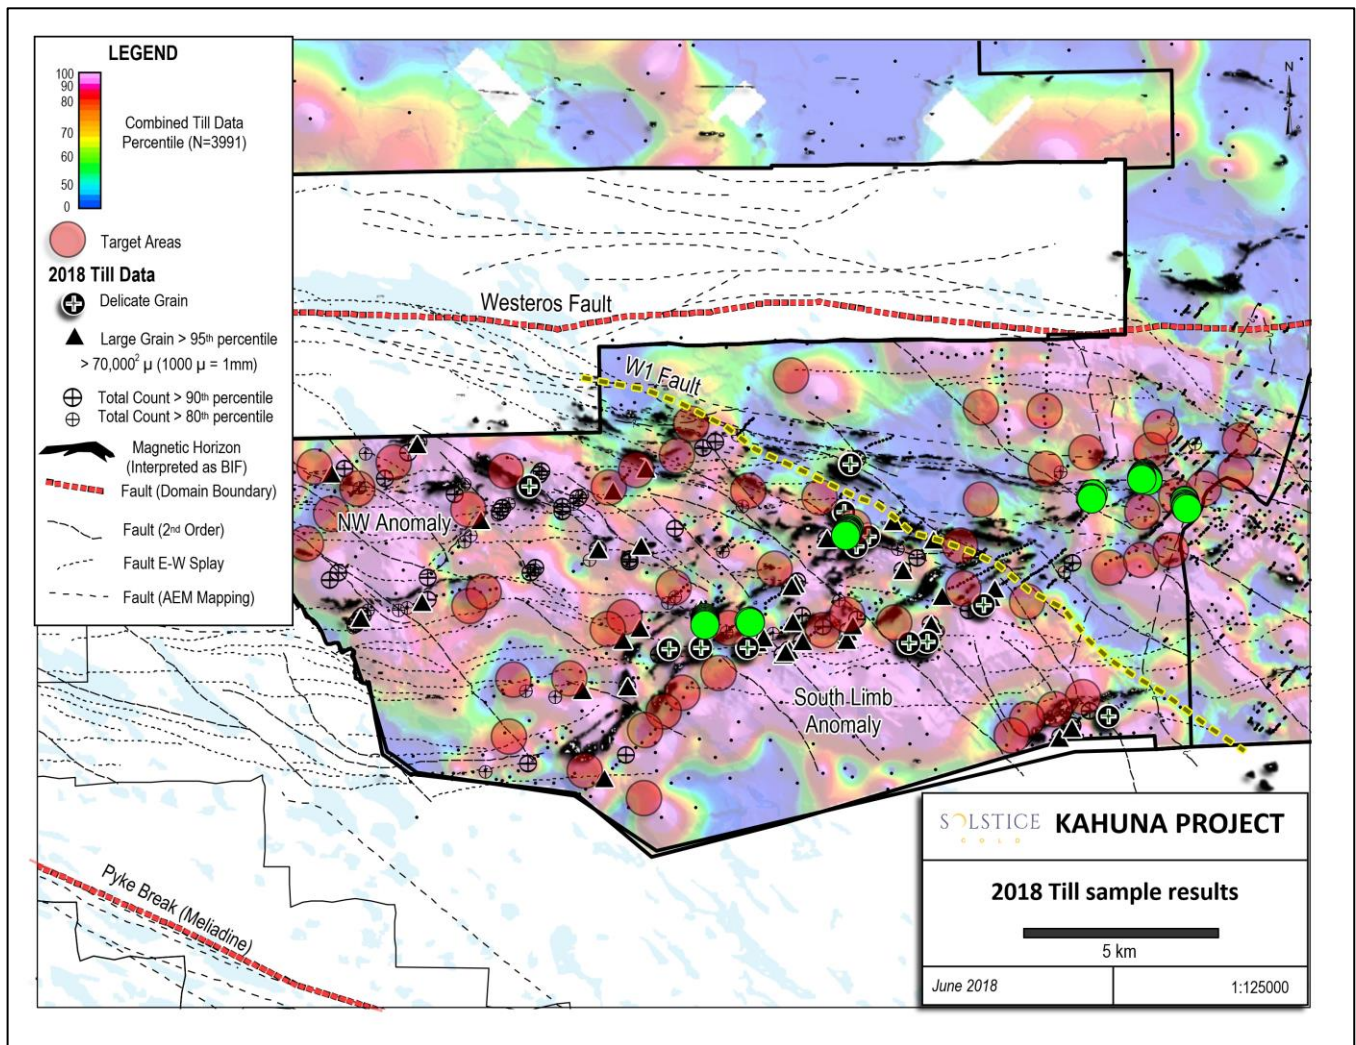 LEGEND
100
90
80
70
60
50
0
Combined Till Data
Percentile (N=3991)
Target Areas
2018 Till Data
Delicate Grain
Large Grain > 95th percentile
> 70,000² µ (1000 µ = 1mm)
Total Count > 90th percentile
Total Count > 80th percentile
Magnetic Horizon
(Interpreted as BIF)
Fault (Domain Boundary)
Fault (2nd Order)
Fault E-W Splay
Fault (AEM Mapping)
N
Westeros Fault
W1 Fault
NW Anomaly
South Limb
Anomaly
Pyke Break (Meliadine)
SOLSTICE
GOLD
KAHUNA PROJECT
2018 Till sample results
5 km
June 2018
1:125000